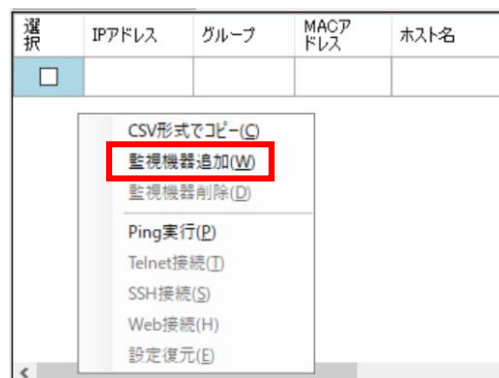 選択 IPアドレス グループ MACアドレス ホスト名
CSV形式でコピー(C)
監視機器追加(W)
監視機器削除(D)
Ping実行(P)
Telnet接続(T)
SSH接続(S)
Web接続(H)
設定復元(E)